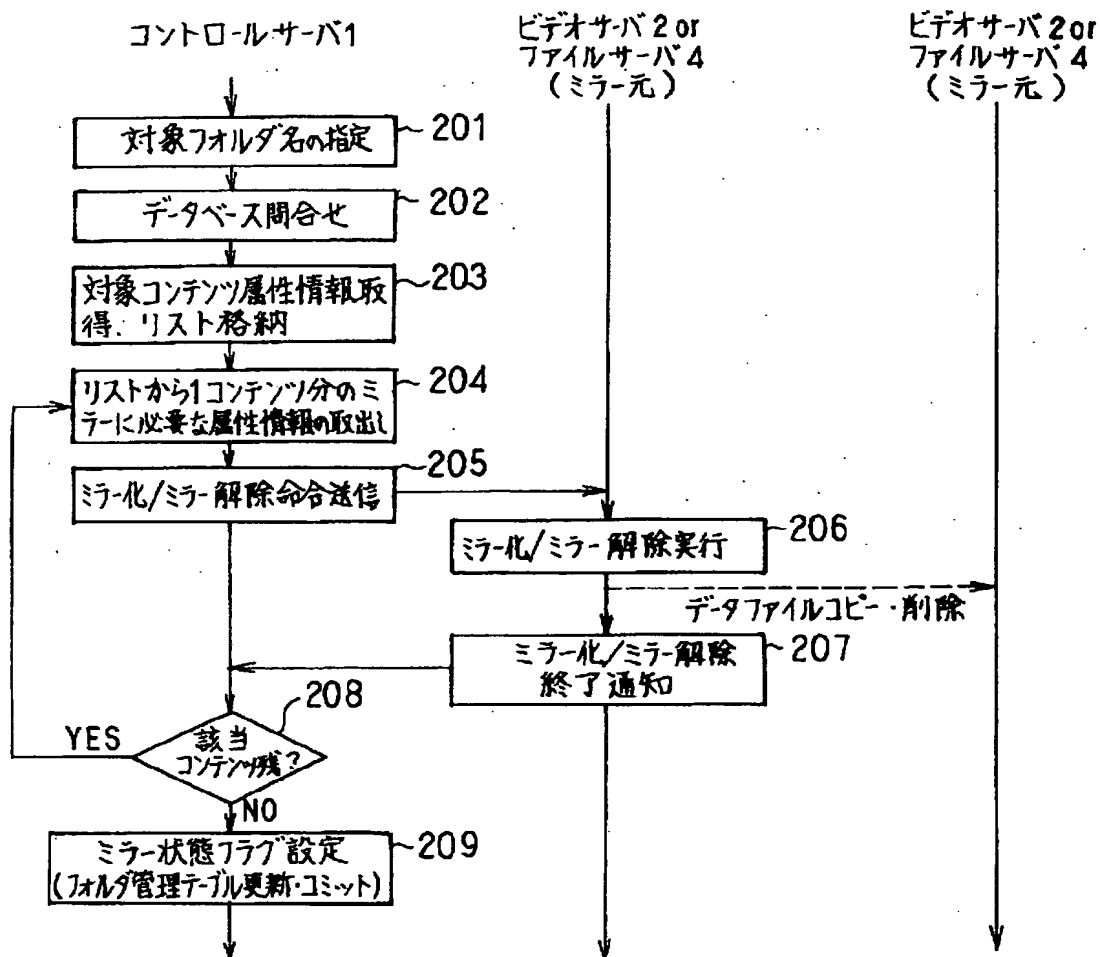 コントロールサーバ1
ビデオサーバ2 or
ファイルサーバ4
(ミラー元)
ビデオサーバ2 or
ファイルサーバ4
(ミラー元)
対象フォルダ名の指定
201
データベース問合せ
202
対象コンテンツ属性情報取
得、リスト格納
203
リストから1コンテンツ分のミ
ラーに必要な属性情報の取出し
204
ミラー化/ミラー解除命令送信
205
ミラー化/ミラー解除実行
206
データファイルコピー・削除
ミラー化/ミラー解除
終了通知
207
208
YES
該当
コンテンツ残?
NO
ミラー状態フラグ設定
(フォルダ管理テーブル更新・コミット)
209